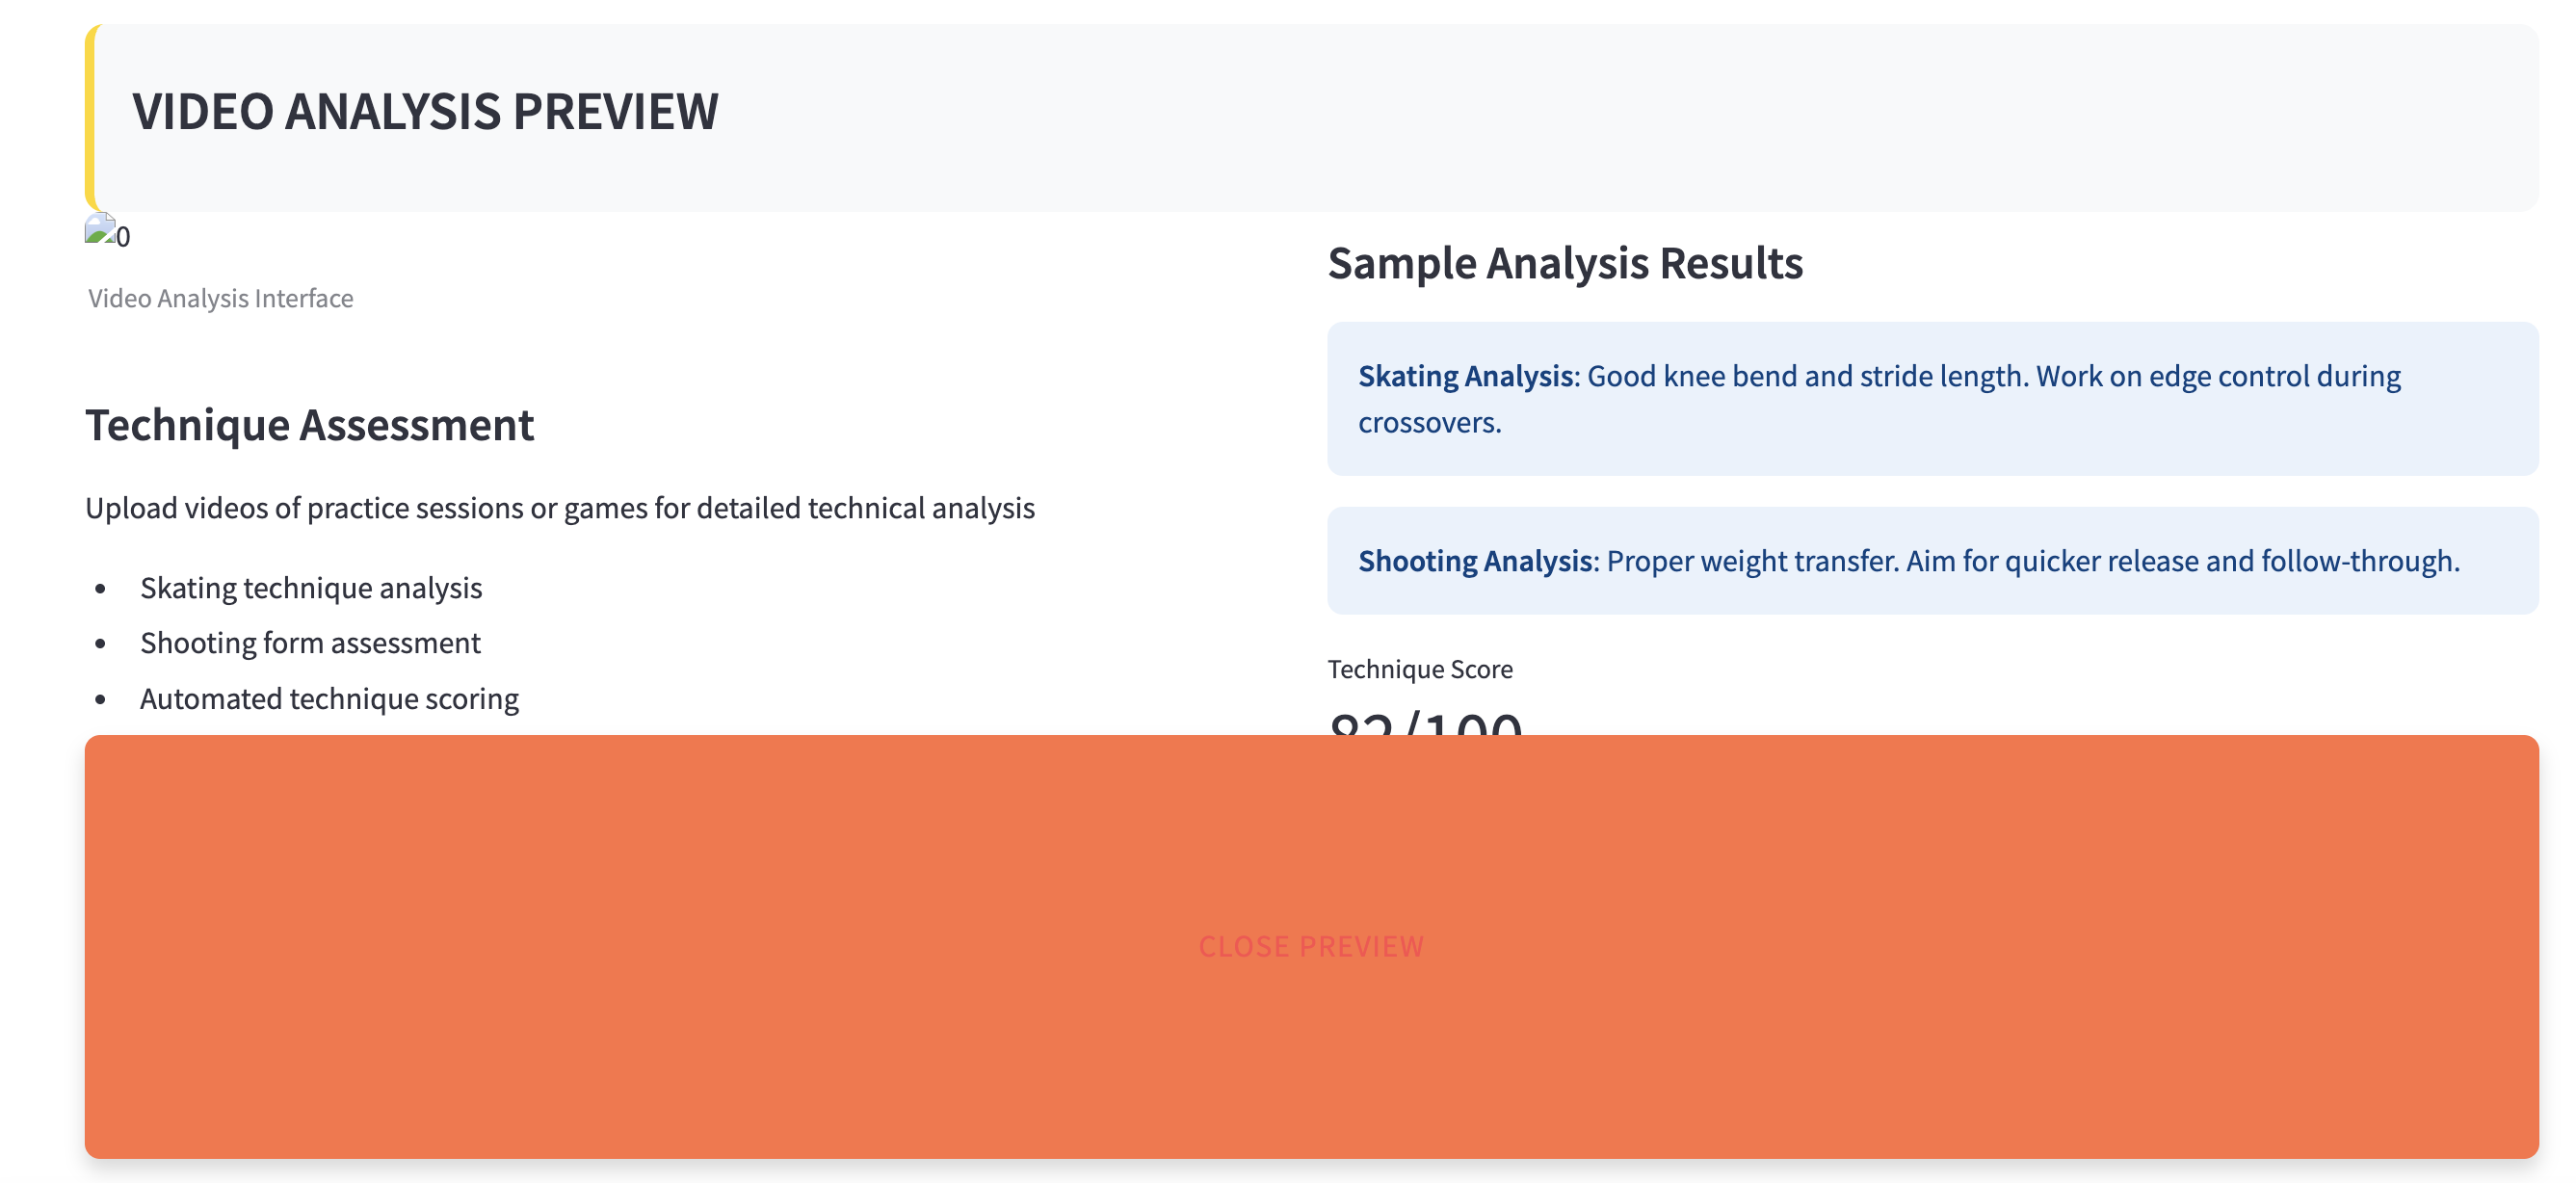 VIDEO ANALYSIS PREVIEW
0
Video Analysis Interface
Technique Assessment
Upload videos of practice sessions or games for detailed technical analysis
• Skating technique analysis
• Shooting form assessment
• Automated technique scoring
Sample Analysis Results
Skating Analysis: Good knee bend and stride length. Work on edge control during
crossovers.
Shooting Analysis: Proper weight transfer. Aim for quicker release and follow-through.
Technique Score
82/100
CLOSE PREVIEW